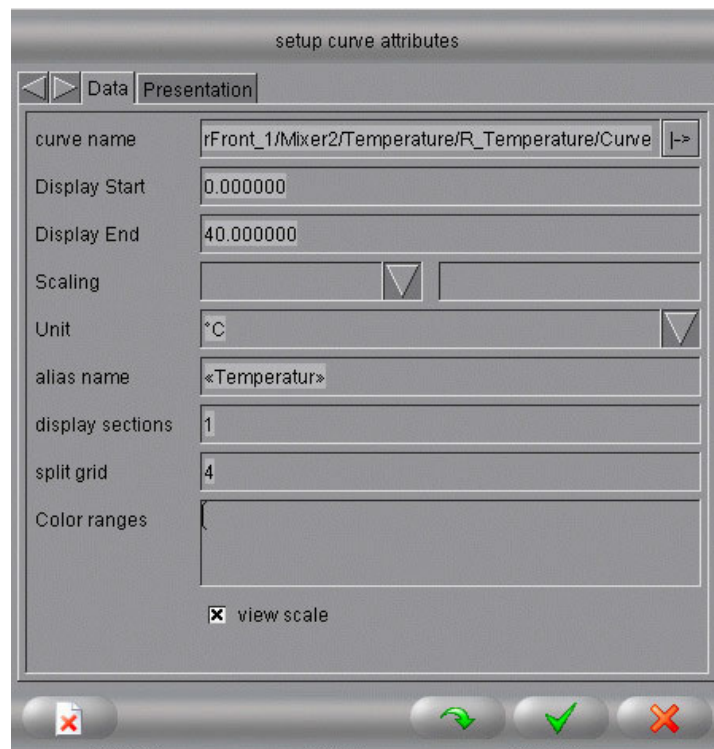 setup curve attributes
Data Presentation
curve name rFront_1/Mixer2/Temperature/R_Temperature/Curve |->
Display Start 0.000000
Display End 40.000000
Scaling
Unit °C
alias name «Temperatur»
display sections 1
split grid 4
Color ranges
view scale